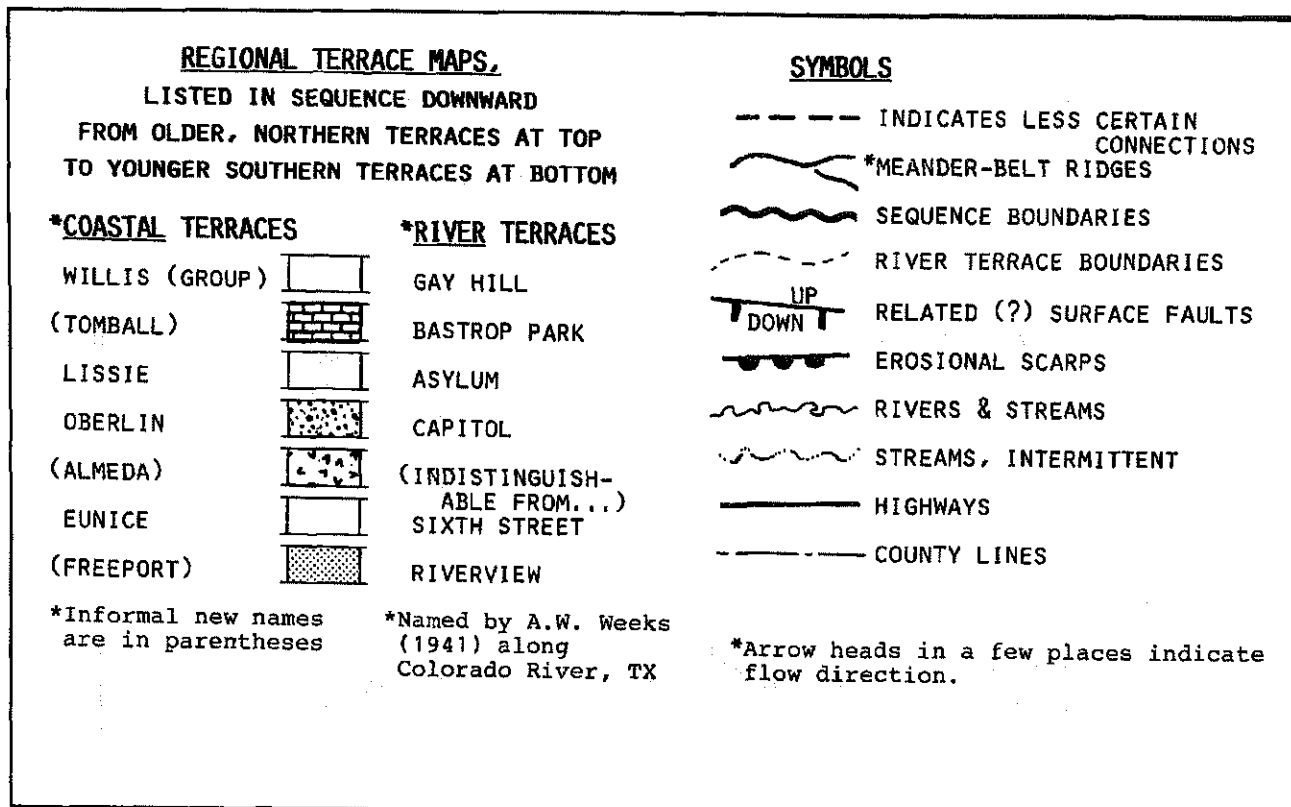 REGIONAL TERRACE MAPS,
LISTED IN SEQUENCE DOWNWARD
FROM OLDER, NORTHERN TERRACES AT TOP
TO YOUNGER SOUTHERN TERRACES AT BOTTOM
*COASTAL TERRACES
*RIVER TERRACES
WILLIS (GROUP)
GAY HILL
(TOMBALL)
BASTROP PARK
LISSIE
ASYLUM
OBERLIN
CAPITOL
(ALMEDA)
(INDISTINGUISH-
ABLE FROM...)
EUNICE
SIXTH STREET
(FREEPORT)
RIVERVIEW
*Informal new names
are in parentheses
*Named by A.W. Weeks
(1941) along
Colorado River, TX
SYMBOLS
INDICATES LESS CERTAIN
CONNECTIONS
*MEANDER-BELT RIDGES
SEQUENCE BOUNDARIES
RIVER TERRACE BOUNDARIES
UP
DOWN
RELATED (?) SURFACE FAULTS
EROSIONAL SCARPS
RIVERS & STREAMS
STREAMS, INTERMITTENT
HIGHWAYS
COUNTY LINES
*Arrow heads in a few places indicate
flow direction.